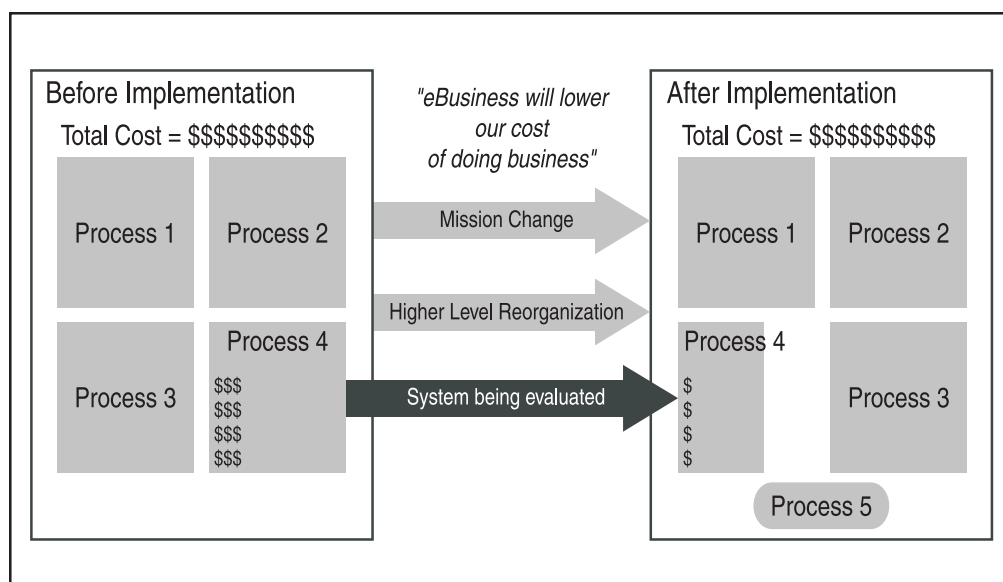 Before Implementation
Total Cost = $$$$$$$$$$
Process 1
Process 2
Process 3
Process 4
$$$
$$$
$$$
$$$
"eBusiness will lower
our cost
of doing business"
Mission Change
Higher Level Reorganization
System being evaluated
After Implementation
Total Cost = $$$$$$$$$$
Process 1
Process 2
Process 4
$
$
$
$
Process 3
Process 5